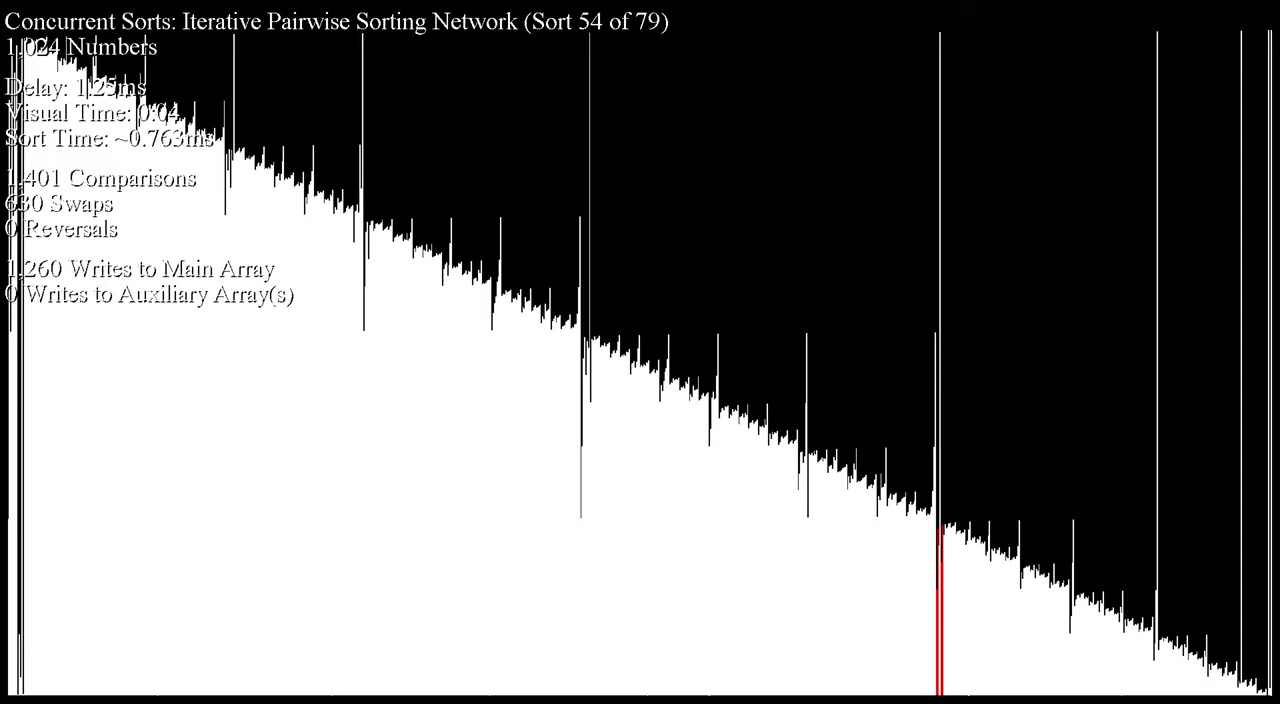 Concurrent Sorts: Iterative Pairwise Sorting Network (Sort 54 of 79)
1,024 Numbers
Delay: 1.25ms
Visual Time: 0:04
Sort Time: ~0.763ms
1,401 Comparisons
630 Swaps
0 Reversals
1,260 Writes to Main Array
0 Writes to Auxiliary Array(s)